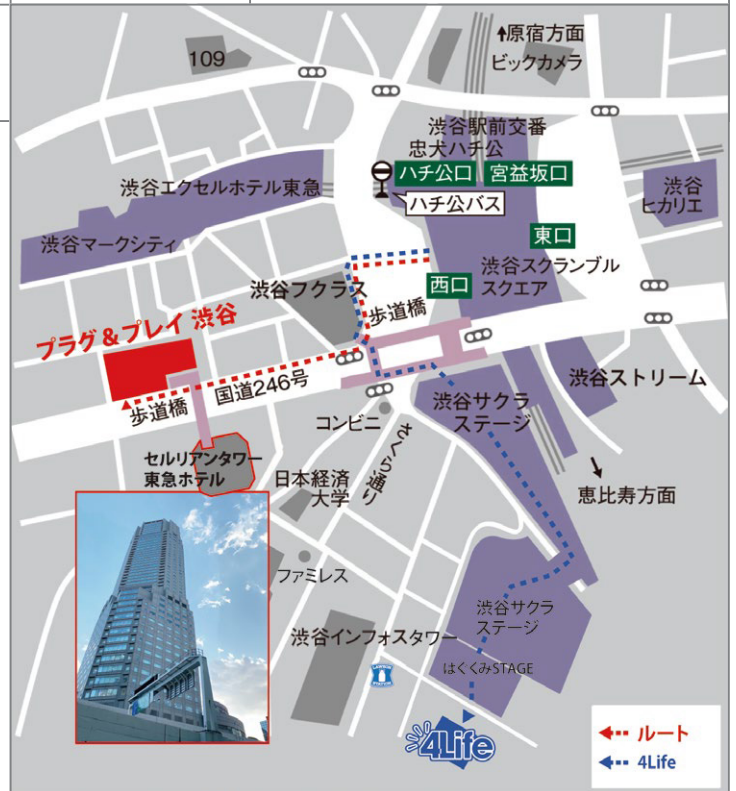 ↑原宿方面
ビックカメラ
109
渋谷駅前交番
忠犬ハチ公
ハチ公口
宮益坂口
ハチ公バス
渋谷エクセルホテル東急
渋谷
ヒカリエ
渋谷マークシティ
東口
渋谷スクランブル
スクエア
西口
渋谷フクラス
歩道橋
プラグ&プレイ 渋谷
国道246号
歩道橋
渋谷ストリーム
渋谷サクラ
ステージ
コンビニ
さくら通り
セルリアンタワー
東急ホテル
日本経済
大学
恵比寿方面
ファミレス
渋谷サクラ
ステージ
渋谷インフォスタワー
はぐくみSTAGE
LAWSON
4Life
ルート
4Life